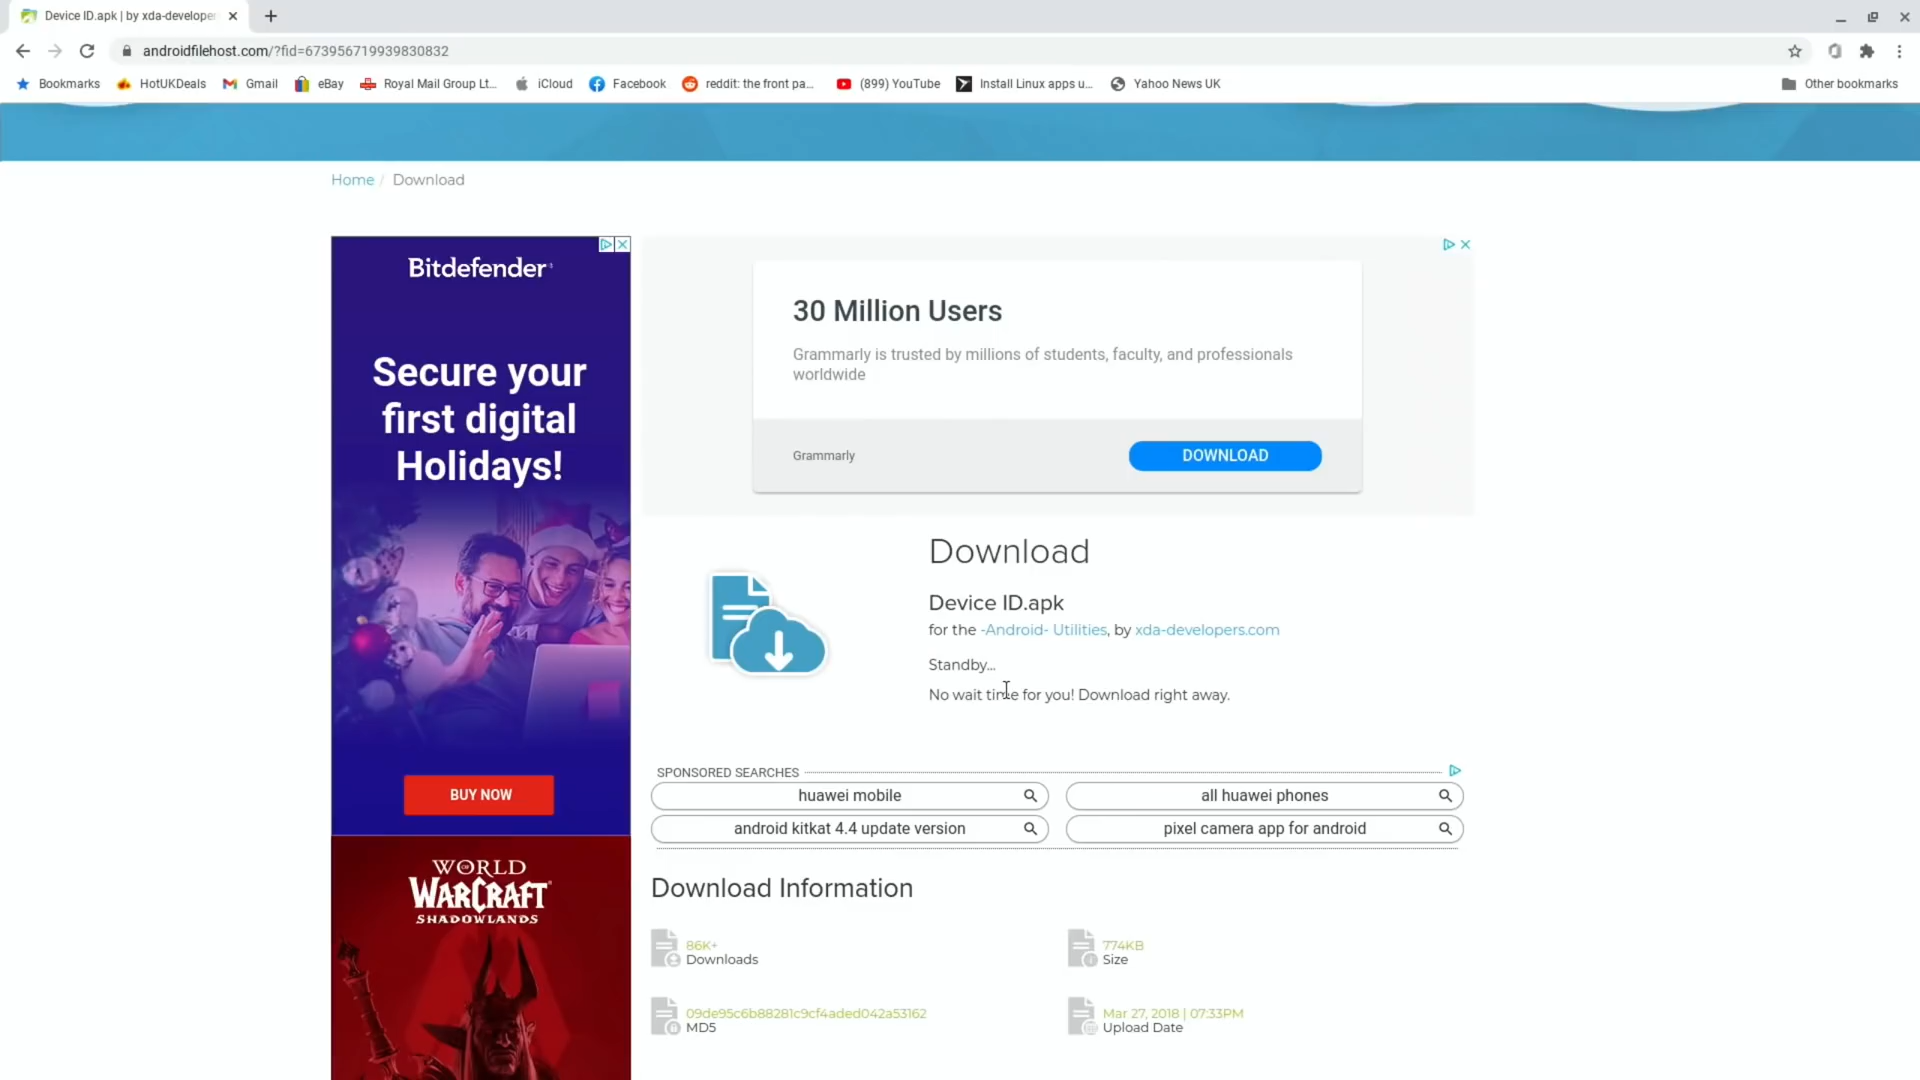 Device ID.apk | by xda-develope
androidfilehost.com/?fid=673956719939830832
Bookmarks
HotUKDeals
Gmail
eBay
Royal Mail Group Lt...
iCloud
Facebook
reddit: the front pa...
(899) YouTube
Install Linux apps u...
Yahoo News UK
Other bookmarks
Home / Download
Bitdefender
Secure your
first digital
Holidays!
BUY NOW
WORLD
OF
WARCRAFT
SHADOWLANDS
30 Million Users
Grammarly is trusted by millions of students, faculty, and professionals
worldwide
Grammarly
DOWNLOAD
Download
Device ID.apk
for the -Android- Utilities, by xda-developers.com
Standby...
No wait time for you! Download right away.
SPONSORED SEARCHES
huawei mobile
all huawei phones
android kitkat 4.4 update version
pixel camera app for android
Download Information
86K+
Downloads
774KB
Size
09de95c6b88281c9cf4aded042a53162
MD5
Mar 27, 2018 | 07:33PM
Upload Date